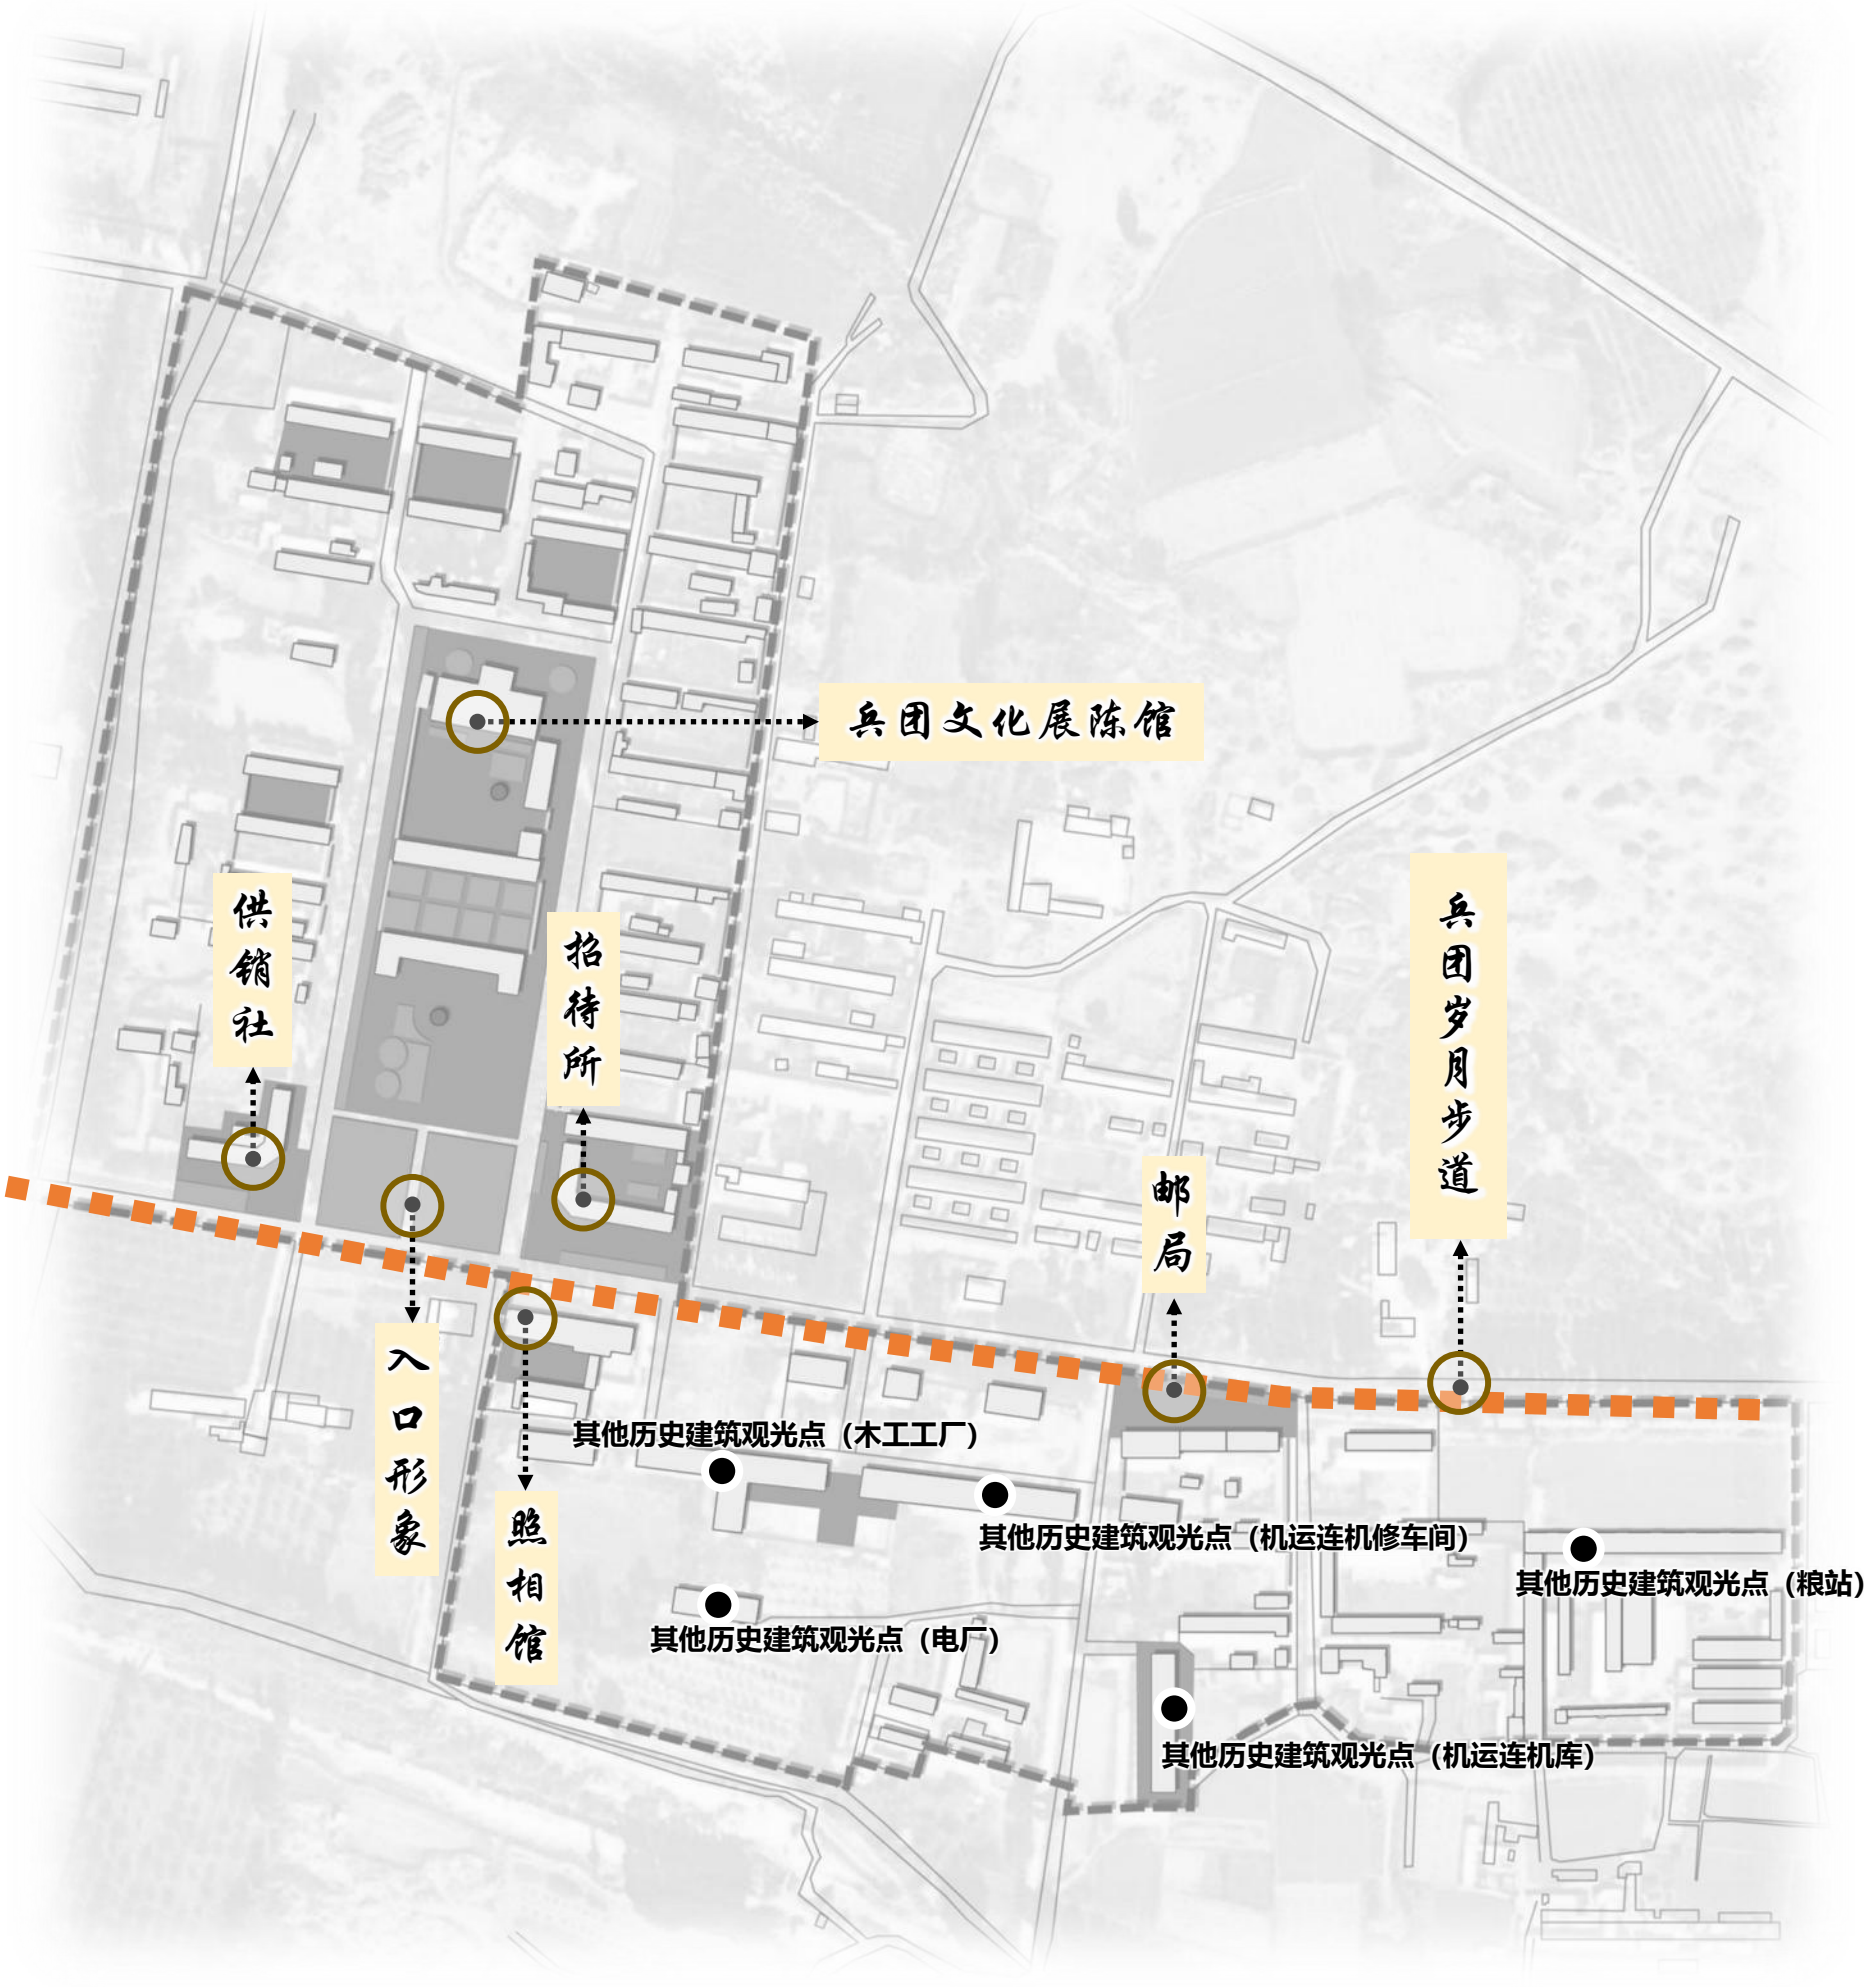 兵团文化展陈馆
供销社
招待所
兵团岁月步道
邮局
入口形象
照相馆
其他历史建筑观光点（木工工厂）
其他历史建筑观光点（机运连机修车间）
其他历史建筑观光点（粮站）
其他历史建筑观光点（电厂）
其他历史建筑观光点（机运连机库）